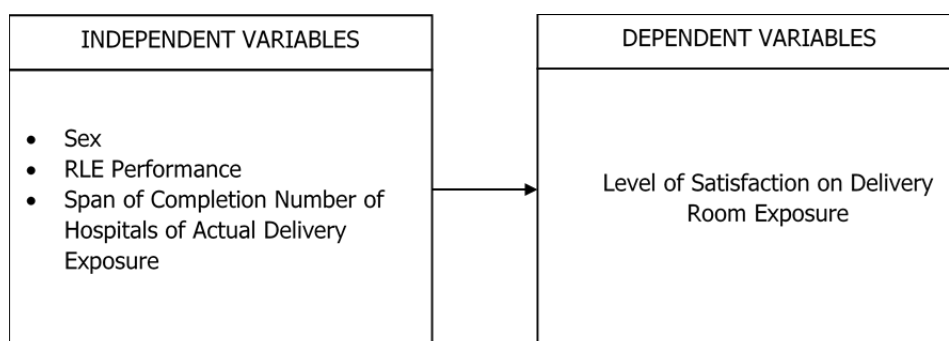 INDEPENDENT VARIABLES
• Sex
• RLE Performance
• Span of Completion Number of
Hospitals of Actual Delivery
Exposure
DEPENDENT VARIABLES
Level of Satisfaction on Delivery
Room Exposure